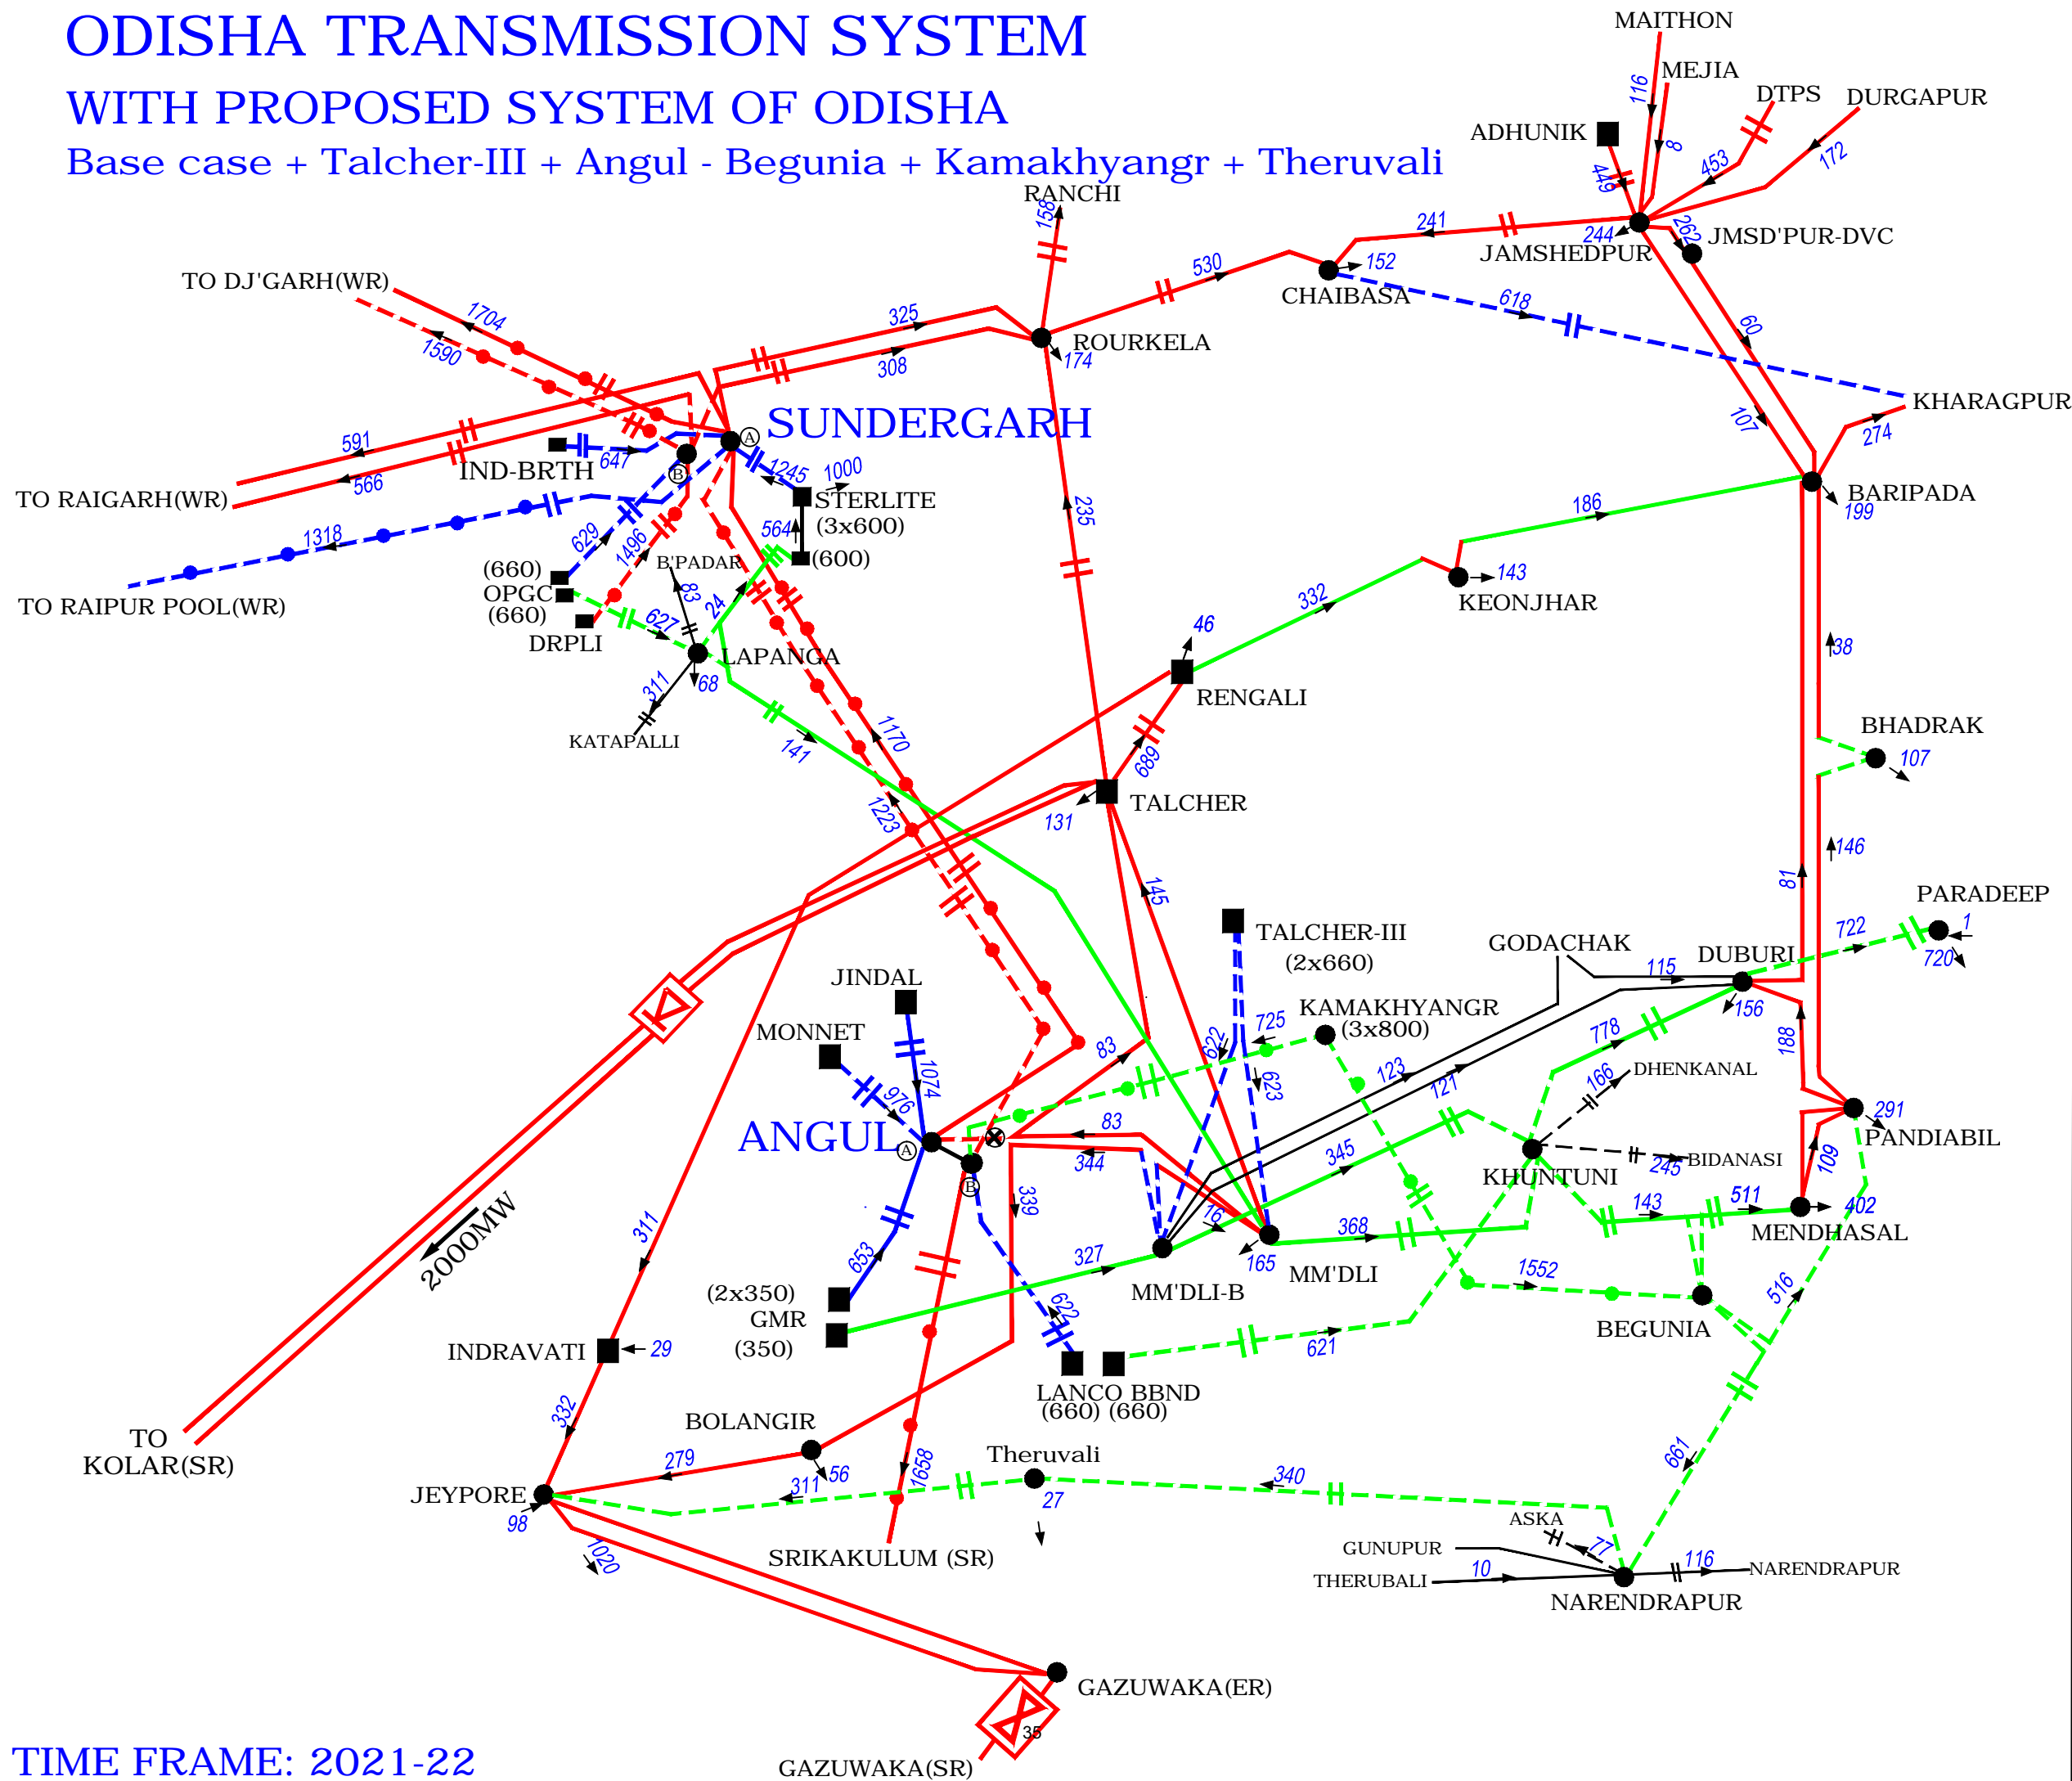 ODISHA TRANSMISSION SYSTEM
WITH PROPOSED SYSTEM OF ODISHA
Base case + Talcher-III + Angul - Begunia + Kamakhyangr + Theruvali
MAITHON
116
MEJIA
8
DTPS
453
DURGAPUR
172
ADHUNIK
449
RANCHI
158
241
244
262
JMSD'PUR-DVC
JAMSHEDPUR
530
152
CHAIBASA
618
60
107
TO DJ'GARH(WR)
1704
1590
325
308
ROURKELA
174
KHARAGPUR
274
SUNDERGARH
A
B
591
566
IND-BRTH
647
1245
1000
TO RAIGARH(WR)
STERLITE
(3x600)
564
(600)
235
186
BARIPADA
199
1318
629
1496
B'PADAR
83
24
(660)
OPGC
(660)
627
TO RAIPUR POOL(WR)
DRPLI
LAPANGA
68
311
KATAPALLI
141
143
KEONJHAR
332
46
RENGALI
38
BHADRAK
107
1170
689
1223
TALCHER
131
146
145
81
PARADEEP
1
722
720
TALCHER-III
(2x660)
GODACHAK
DUBURI
115
156
JINDAL
MONNET
KAMAKHYANGR
(3x800)
725
622
623
778
188
83
1074
976
123
121
166
DHENKANAL
291
PANDIABIL
ANGUL
A
B
83
344
345
KHUNTUNI
245
BIDANASI
109
339
16
143
511
402
MENDHASAL
368
165
MM'DLI
MM'DLI-B
2000MW
311
653
327
(2x350)
GMR
(350)
622
1552
516
BEGUNIA
INDRAVATI
29
621
LANCO BBND
(660) (660)
332
BOLANGIR
TO
KOLAR(SR)
279
56
1658
Theruvali
27
311
340
661
JEYPORE
98
1020
SRIKAKULUM (SR)
ASKA
77
GUNUPUR
THERUBALI
10
116
NARENDRAPUR
NARENDRAPUR
GAZUWAKA(ER)
35
GAZUWAKA(SR)
TIME FRAME: 2021-22